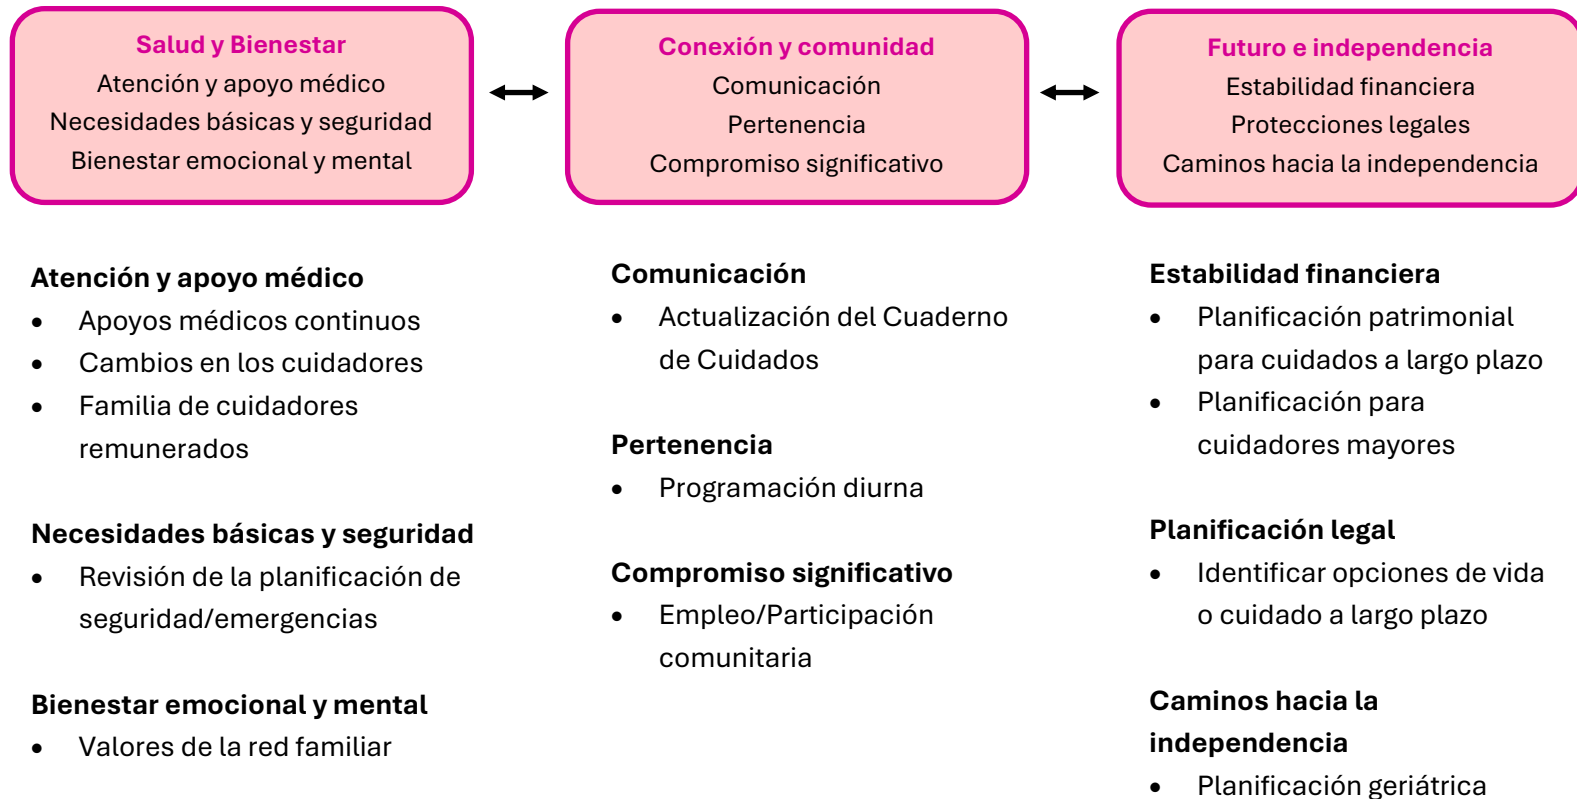 Salud y Bienestar
Atención y apoyo médico
Necesidades básicas y seguridad
Bienestar emocional y mental
Conexión y comunidad
Comunicación
Pertenencia
Compromiso significativo
Futuro e independencia
Estabilidad financiera
Protecciones legales
Caminos hacia la independencia
Atención y apoyo médico
• Apoyos médicos continuos
• Cambios en los cuidadores
• Familia de cuidadores
remunerados
Necesidades básicas y seguridad
• Revisión de la planificación de
seguridad/emergencias
Bienestar emocional y mental
• Valores de la red familiar
Comunicación
• Actualización del Cuaderno
de Cuidados
Pertenencia
• Programación diurna
Compromiso significativo
• Empleo/Participación
comunitaria
Estabilidad financiera
• Planificación patrimonial
para cuidados a largo plazo
• Planificación para
cuidadores mayores
Planificación legal
• Identificar opciones de vida
o cuidado a largo plazo
Caminos hacia la
independencia
• Planificación geriátrica